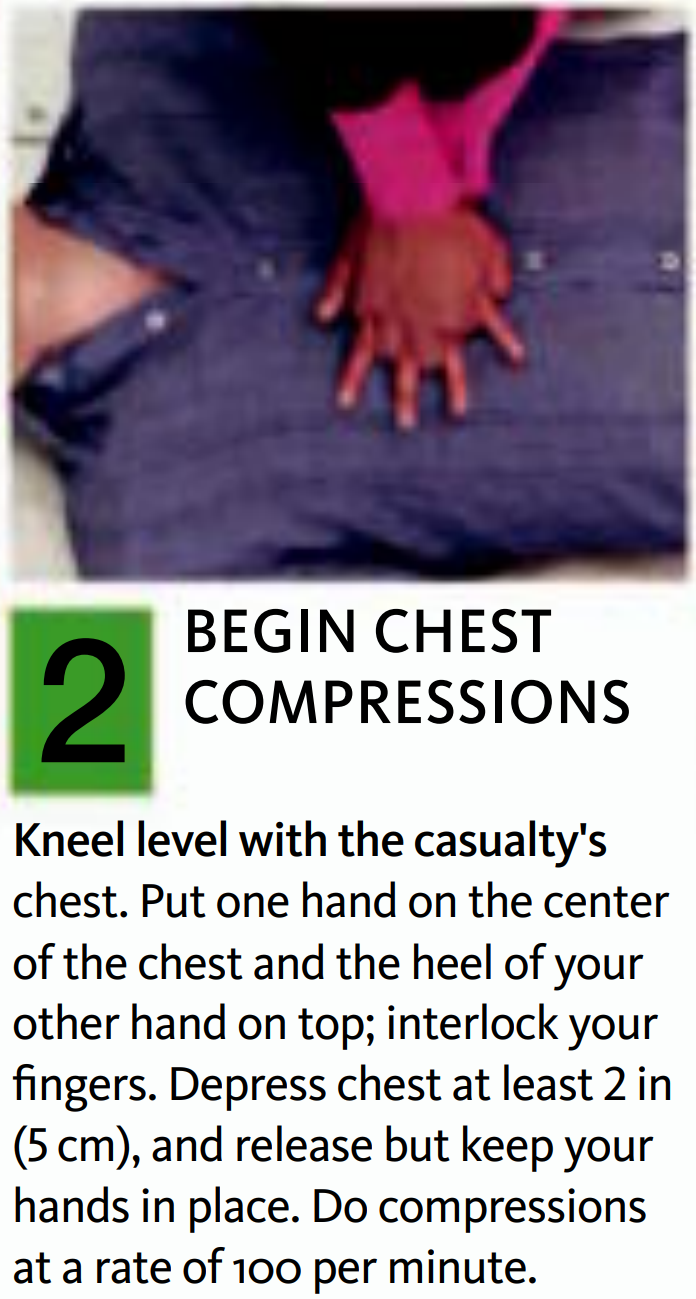 2
BEGIN CHEST
COMPRESSIONS
Kneel level with the casualty's
chest. Put one hand on the center
of the chest and the heel of your
other hand on top; interlock your
fingers. Depress chest at least 2 in
(5 cm), and release but keep your
hands in place. Do compressions
at a rate of 100 per minute.